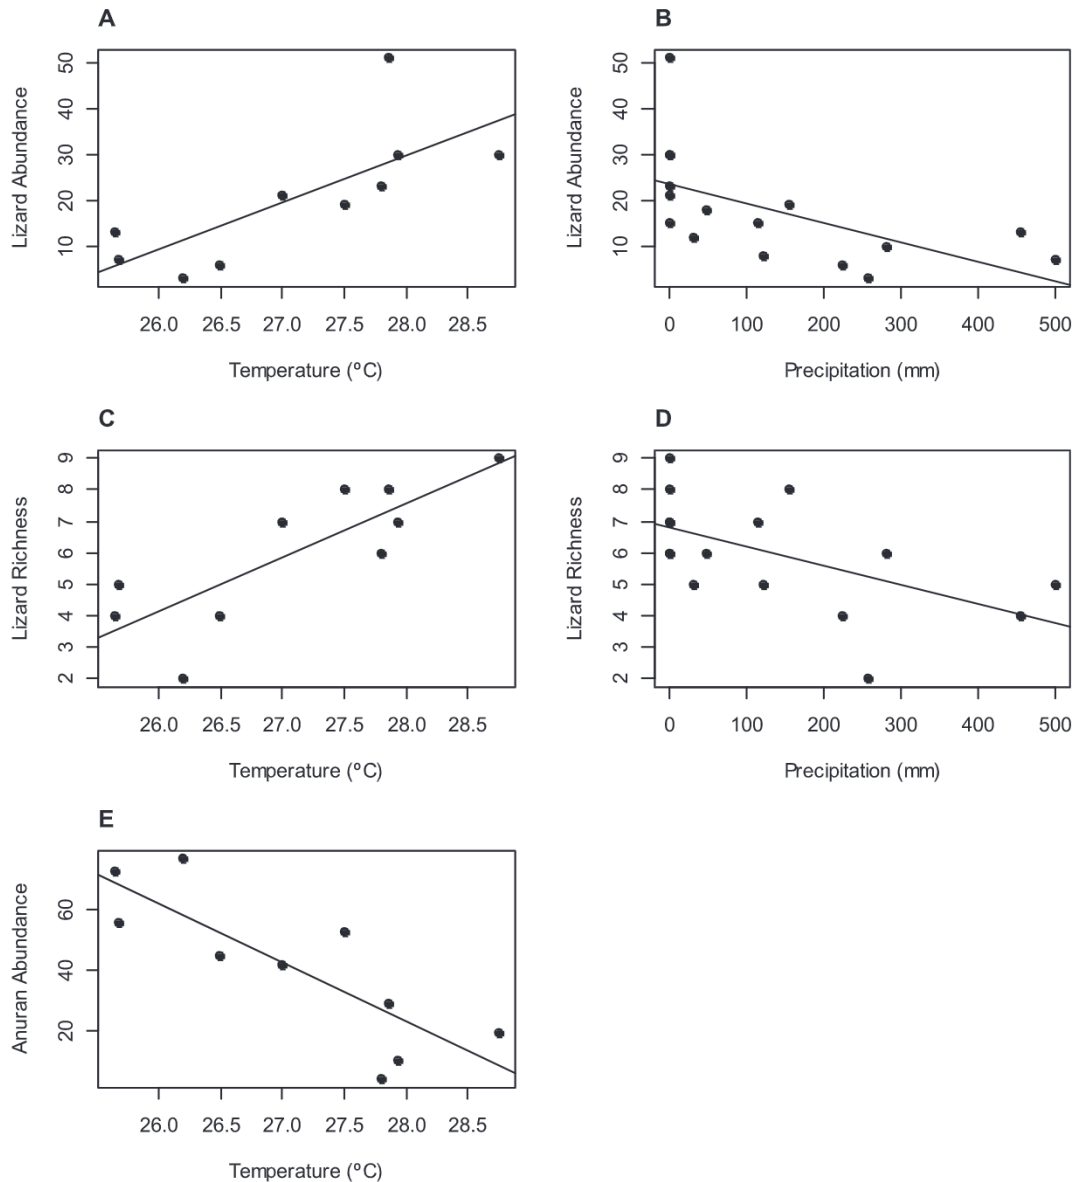 A
Lizard Abundance
50
40
30
20
10
26.0 26.5 27.0 27.5 28.0 28.5
Temperature (ºC)
B
Lizard Abundance
50
40
30
20
10
0 100 200 300 400 500
Precipitation (mm)
C
Lizard Richness
9
8
7
6
5
4
3
2
26.0 26.5 27.0 27.5 28.0 28.5
Temperature (ºC)
D
Lizard Richness
9
8
7
6
5
4
3
2
0 100 200 300 400 500
Precipitation (mm)
E
Anuran Abundance
60
40
20
26.0 26.5 27.0 27.5 28.0 28.5
Temperature (ºC)